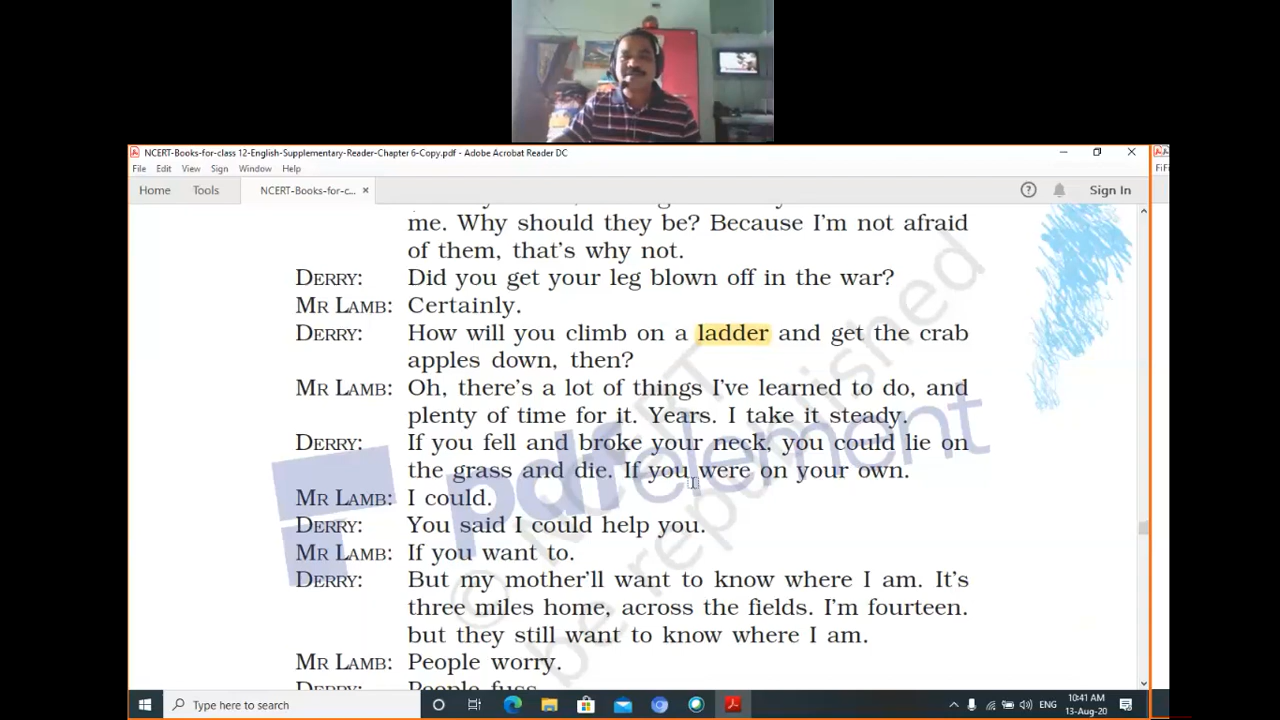 NCERT-Books-for-class 12-English-Supplementary-Reader-Chapter 6-Copy.pdf - Adobe Acrobat Reader DC
File Edit View Sign Window Help
Home Tools NCERT-Books-for-c... Sign In
me. Why should they be? Because I'm not afraid
of them, that's why not.
DERRY: Did you get your leg blown off in the war?
MR LAMB: Certainly.
DERRY: How will you climb on a ladder and get the crab
apples down, then?
MR LAMB: Oh, there's a lot of things I've learned to do, and
plenty of time for it. Years. I take it steady.
DERRY: If you fell and broke your neck, you could lie on
the grass and die. If you were on your own.
MR LAMB: I could.
DERRY: You said I could help you.
MR LAMB: If you want to.
DERRY: But my mother'll want to know where I am. It's
three miles home, across the fields. I'm fourteen.
but they still want to know where I am.
MR LAMB: People worry.
DERRY: People fuss.
pdfelement
© NCERT
be republished
Type here to search
ENG
10:41 AM
13-Aug-20